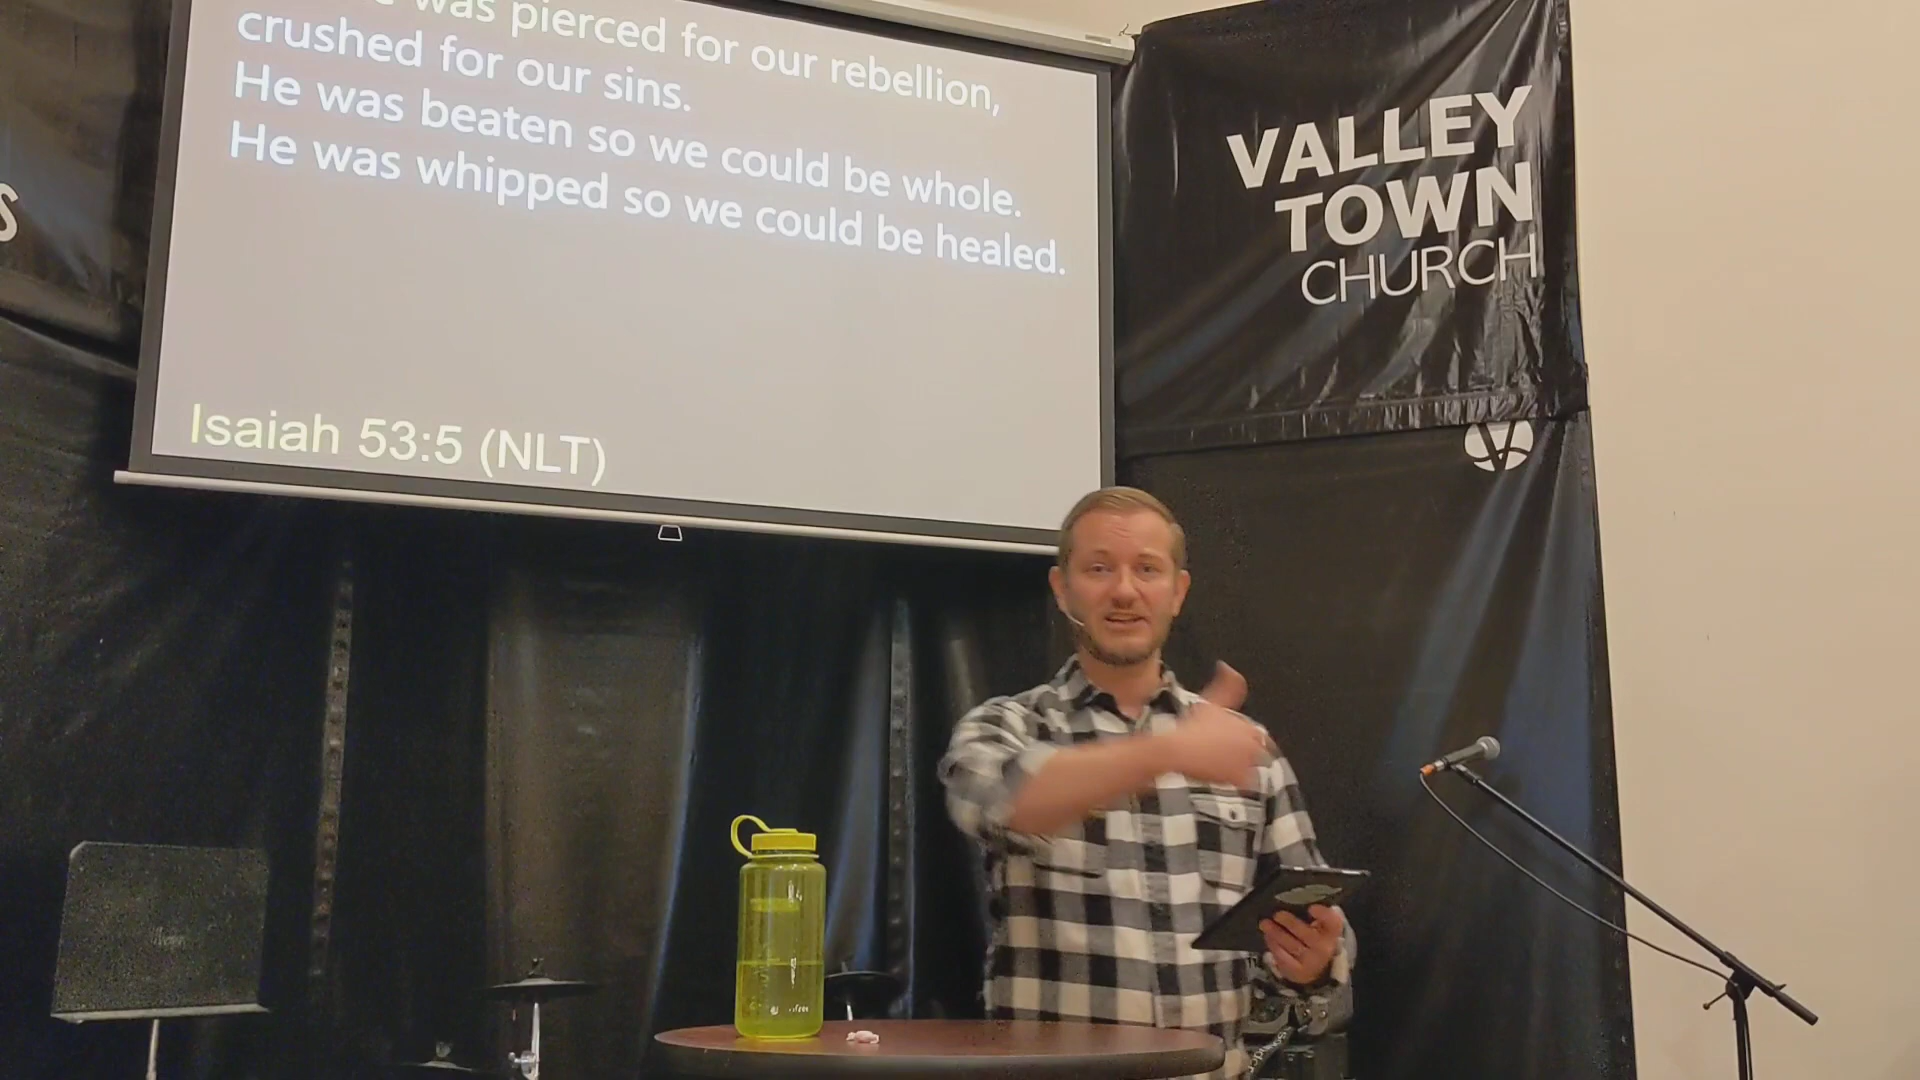 was pierced for our rebellion,
crushed for our sins.
He was beaten so we could be whole.
He was whipped so we could be healed.
Isaiah 53:5 (NLT)
VALLEY
TOWN
CHURCH
S